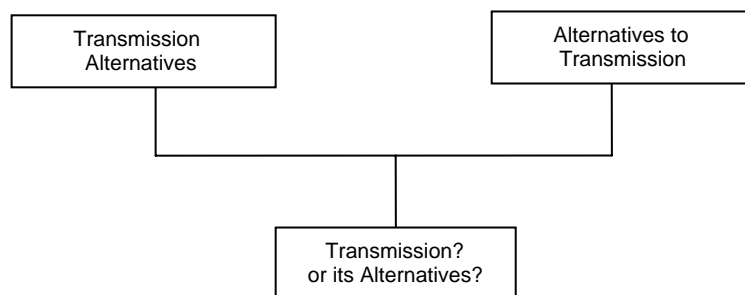 Transmission
Alternatives
Alternatives to
Transmission
Transmission?
or its Alternatives?